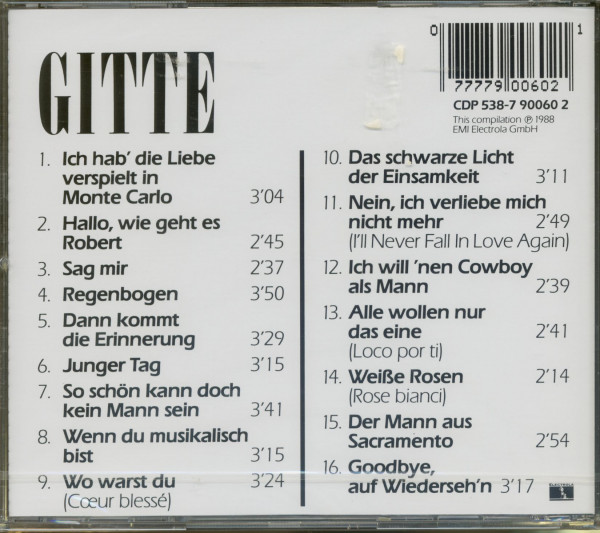 GITTE
0 77779 00602 1
CDP 538-7 90060 2
This compilation ℗ 1988
EMI Electrola GmbH
1. Ich hab' die Liebe
verspielt in
Monte Carlo 3'04
2. Hallo, wie geht es
Robert 2'45
3. Sag mir 2'37
4. Regenbogen 3'50
5. Dann kommt
die Erinnerung 3'29
6. Junger Tag 3'15
7. So schön kann doch
kein Mann sein 3'41
8. Wenn du musikalisch
bist 3'15
9. Wo warst du 3'24
(Cœur blessé)
10. Das schwarze Licht
der Einsamkeit 3'11
11. Nein, ich verliebe mich
nicht mehr 2'49
(I'll Never Fall In Love Again)
12. Ich will 'nen Cowboy
als Mann 2'39
13. Alle wollen nur
das eine 2'41
(Loco por ti)
14. Weiße Rosen 2'14
(Rose bianci)
15. Der Mann aus
Sacramento 2'54
16. Goodbye,
auf Wiederseh'n 3'17
ELECTROLA